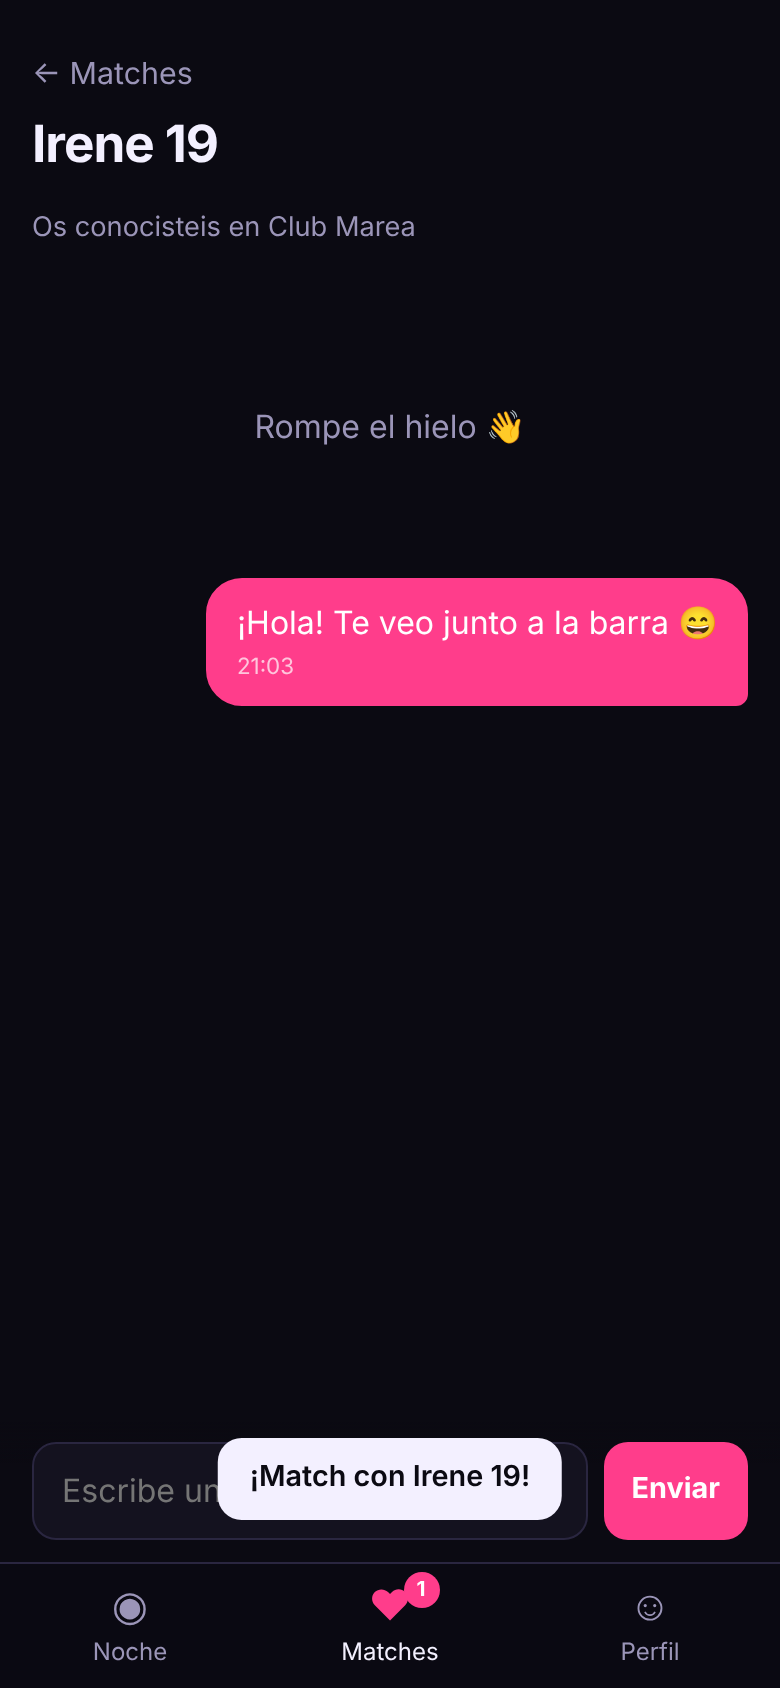 ← Matches
Irene 19
Os conocisteis en Club Marea
Rompe el hielo 👋
¡Hola! Te veo junto a la barra 😄
21:03
Escribe un
¡Match con Irene 19!
Enviar
1
Noche
Matches
Perfil